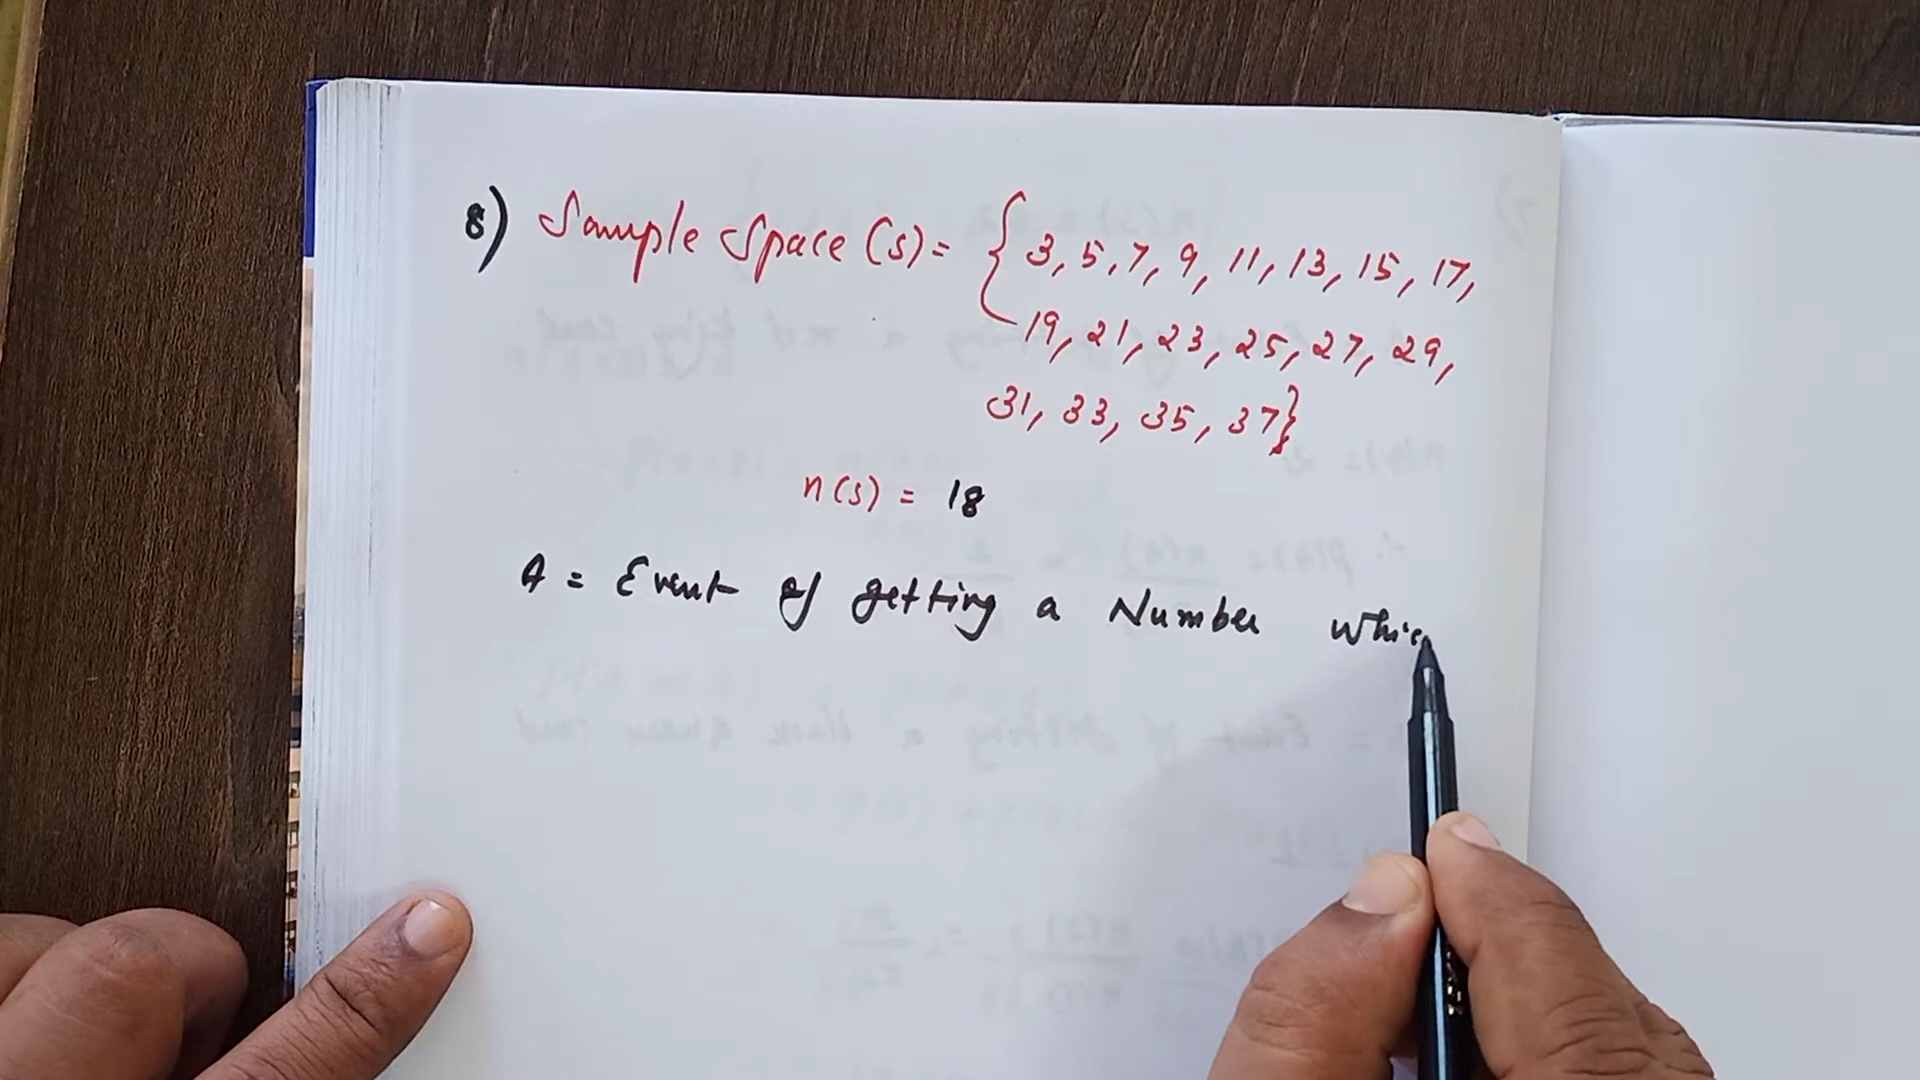 8) Sample Space (S) = { 3, 5, 7, 9, 11, 13, 15, 17,
19, 21, 23, 25, 27, 29,
31, 33, 35, 37}
n(s) = 18
A = Event of getting a Number whic